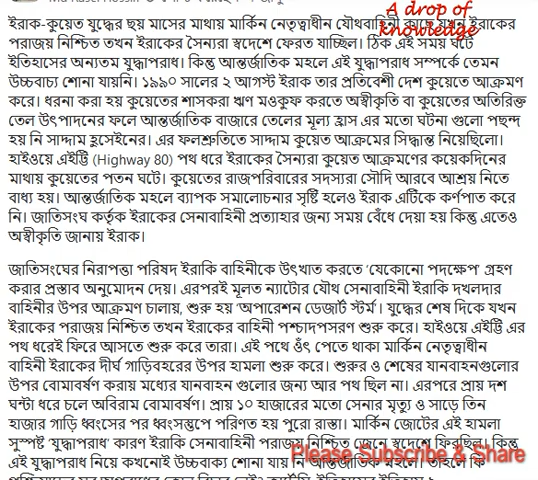 A drop of
knowledge
ইরাক-কুয়েত যুদ্ধের ছয় মাসের মাথায় মার্কিন নেতৃত্বাধীন যৌথবাহিনী কাছে যখন ইরাকের
পরাজয় নিশ্চিত তখন ইরাকের সৈন্যরা স্বদেশে ফেরত যাচ্ছিল। ঠিক এই সময় ঘটে
ইতিহাসের অন্যতম যুদ্ধাপরাধ। কিন্তু আন্তর্জাতিক মহলে এই যুদ্ধাপরাধ সম্পর্কে তেমন
উচ্চবাচ্য শোনা যায়নি। ১৯৯০ সালের ২ আগস্ট ইরাক তার প্রতিবেশী দেশ কুয়েতে আক্রমণ
করে। ধরনা করা হয় কুয়েতের শাসকরা ঋণ মওকুফ করতে অস্বীকৃতি বা কুয়েতের অতিরিক্ত
তেল উৎপাদনের ফলে আন্তর্জাতিক বাজারে তেলের মূল্য হ্রাস এর মতো ঘটনা গুলো পছন্দ
হয় নি সাদ্দাম হুসেইনের। এর ফলশ্রুতিতে সাদ্দাম কুয়েত আক্রমের সিদ্ধান্ত নিয়েছিলো।
হাইওয়ে এইট্টি (Highway 80) পথ ধরে ইরাকের সৈন্যরা কুয়েত আক্রমণের কয়েকদিনের
মাথায় কুয়েতের পতন ঘটে। কুয়েতের রাজপরিবারের সদস্যরা সৌদি আরবে আশ্রয় নিতে
বাধ্য হয়। আন্তর্জাতিক মহলে ব্যাপক সমালোচনার সৃষ্টি হলেও ইরাক এটিকে কর্ণপাত করে
নি। জাতিসংঘ কর্তৃক ইরাকের সেনাবাহিনী প্রত্যাহার জন্য সময় বেঁধে দেয়া হয় কিন্তু এতেও
অস্বীকৃতি জানায় ইরাক।
জাতিসংঘের নিরাপত্তা পরিষদ ইরাকি বাহিনীকে উৎখাত করতে 'যেকোনো পদক্ষেপ' গ্রহণ
করার প্রস্তাব অনুমোদন দেয়। এরপরই মূলত ন্যাটোর যৌথ সেনাবাহিনী ইরাকি দখলদার
বাহিনীর উপর আক্রমণ চালায়, শুরু হয় 'অপারেশন ডেজার্ট স্টর্ম'। যুদ্ধের শেষ দিকে যখন
ইরাকের পরাজয় নিশ্চিত তখন ইরাকের বাহিনী পশ্চাদপসরণ শুরু করে। হাইওয়ে এইট্টি এর
পথ ধরেই ফিরে আসতে শুরু করে তারা। এই পথে ওঁৎ পেতে থাকা মার্কিন নেতৃত্বাধীন
বাহিনী ইরাকের দীর্ঘ গাড়িবহরের উপর হামলা শুরু করে। শুরুর ও শেষের যানবাহনগুলোর
উপর বোমাবর্ষণ করায় মধ্যের যানবাহন গুলোর জন্য আর পথ ছিল না। এরপরে প্রায় দশ
ঘন্টা ধরে চলে অবিরাম বোমাবর্ষণ। প্রায় ১০ হাজারের মতো সেনার মৃত্যু ও সাড়ে তিন
হাজার গাড়ি ধ্বংসের পর ধ্বংসস্তুপে পরিণত হয় পুরো রাস্তা। মার্কিন জোটের এই হামলা
সুস্পষ্ট 'যুদ্ধাপরাধ' কারণ ইরাকি সেনাবাহিনী পরাজয় নিশ্চিত জেনে স্বদেশে ফিরছিল। কিন্তু
এই যুদ্ধাপরাধ নিয়ে কখনোই উচ্চবাক্য শোনা যায় নি আন্তর্জাতিক মহলে। তাহলে কি
Please Subscribe & Share